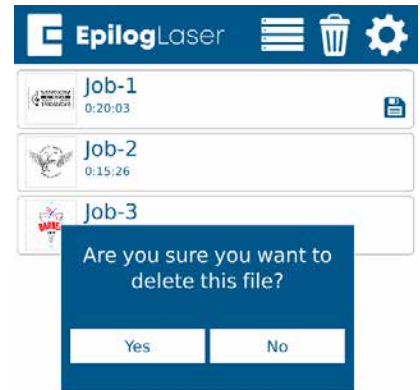 EpilogLaser
Job-1
0:20:03
Job-2
0:15:26
Job-3
Are you sure you want to
delete this file?
Yes
No